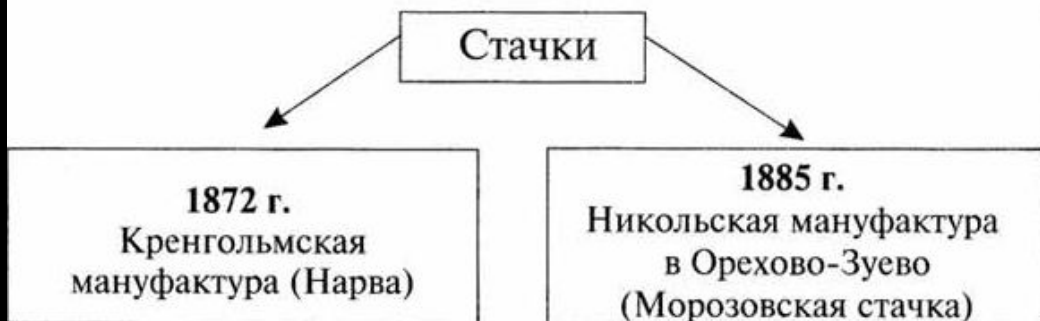 Стачки
1872 г.
Кренгольмская
мануфактура (Нарва)
1885 г.
Никольская мануфактура
в Орехово-Зуево
(Морозовская стачка)